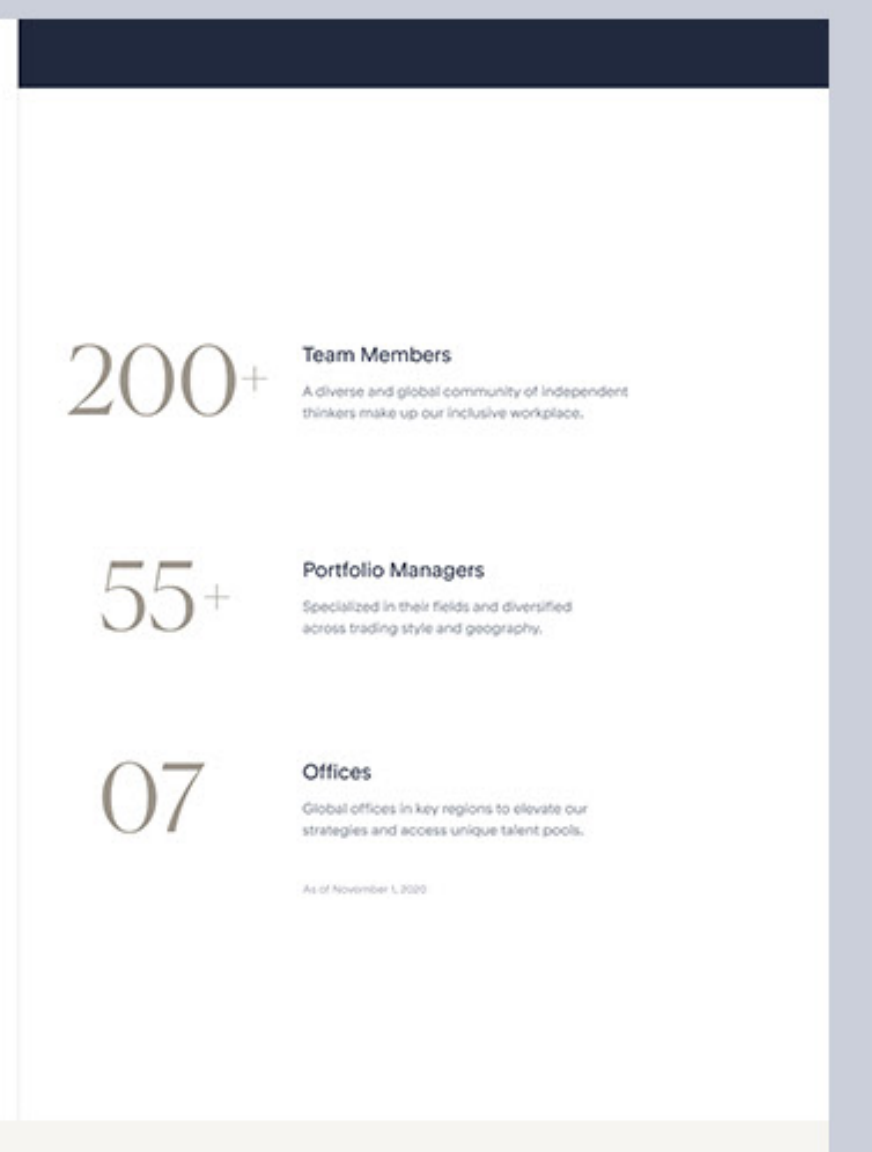 200+
Team Members
A diverse and global community of independent
thinkers make up our inclusive workplace.
55+
Portfolio Managers
Specialized in their fields and diversified
across trading style and geography.
07
Offices
Global offices in key regions to elevate our
strategies and access unique talent pools.
As of November 1, 2020